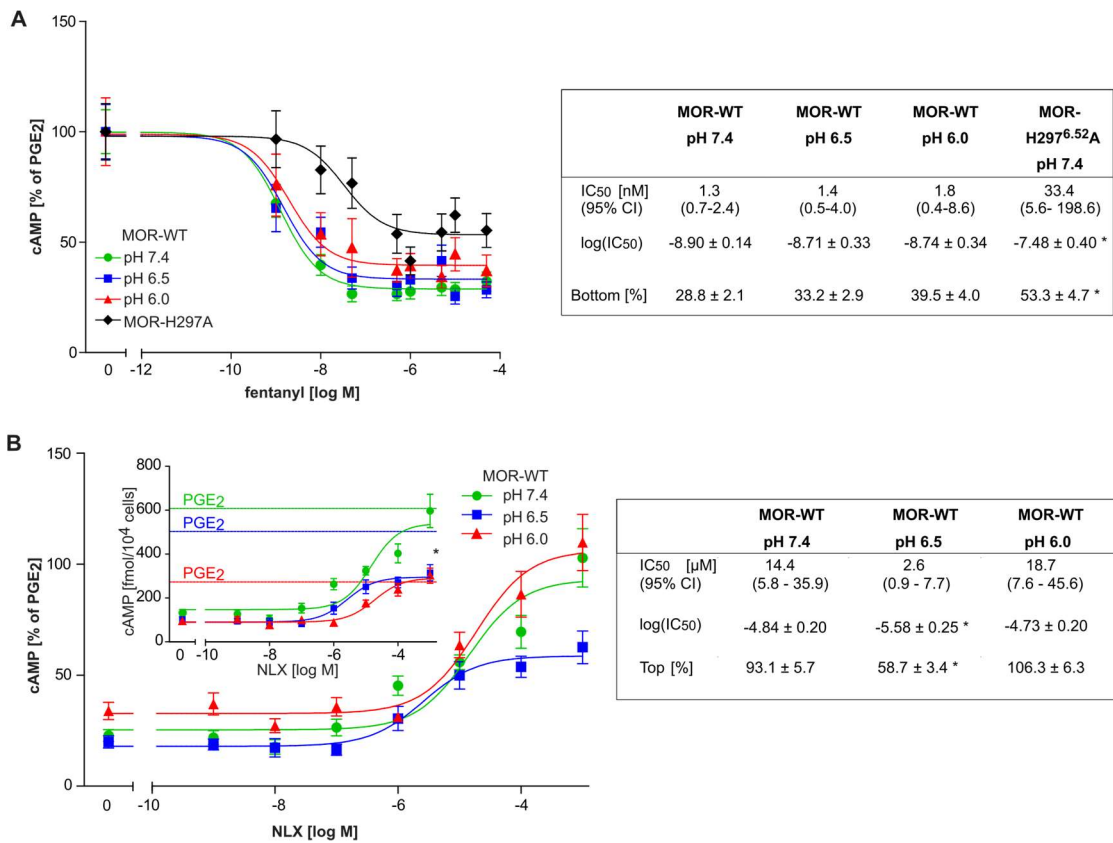 A
150
100
50
0
cAMP [% of PGE2]
MOR-WT
pH 7.4
pH 6.5
pH 6.0
MOR-H297A
0 -12 -10 -8 -6 -4
fentanyl [log M]
MOR-WT MOR-WT MOR-WT MOR-
pH 7.4 pH 6.5 pH 6.0 H297^6.52A
pH 7.4
IC50 [nM] 1.3 1.4 1.8 33.4
(95% CI) (0.7-2.4) (0.5-4.0) (0.4-8.6) (5.6- 198.6)
log(IC50) -8.90 ± 0.14 -8.71 ± 0.33 -8.74 ± 0.34 -7.48 ± 0.40 *
Bottom [%] 28.8 ± 2.1 33.2 ± 2.9 39.5 ± 4.0 53.3 ± 4.7 *
B
150
100
50
0
cAMP [% of PGE2]
800
600
400
200
0
cAMP [fmol/10^4 cells]
PGE2
PGE2
PGE2
*
0 -10 -8 -6 -4
NLX [log M]
MOR-WT
pH 7.4
pH 6.5
pH 6.0
0 -10 -8 -6 -4
NLX [log M]
MOR-WT MOR-WT MOR-WT
pH 7.4 pH 6.5 pH 6.0
IC50 [µM] 14.4 2.6 18.7
(95% CI) (5.8 - 35.9) (0.9 - 7.7) (7.6 - 45.6)
log(IC50) -4.84 ± 0.20 -5.58 ± 0.25 * -4.73 ± 0.20
Top [%] 93.1 ± 5.7 58.7 ± 3.4 * 106.3 ± 6.3